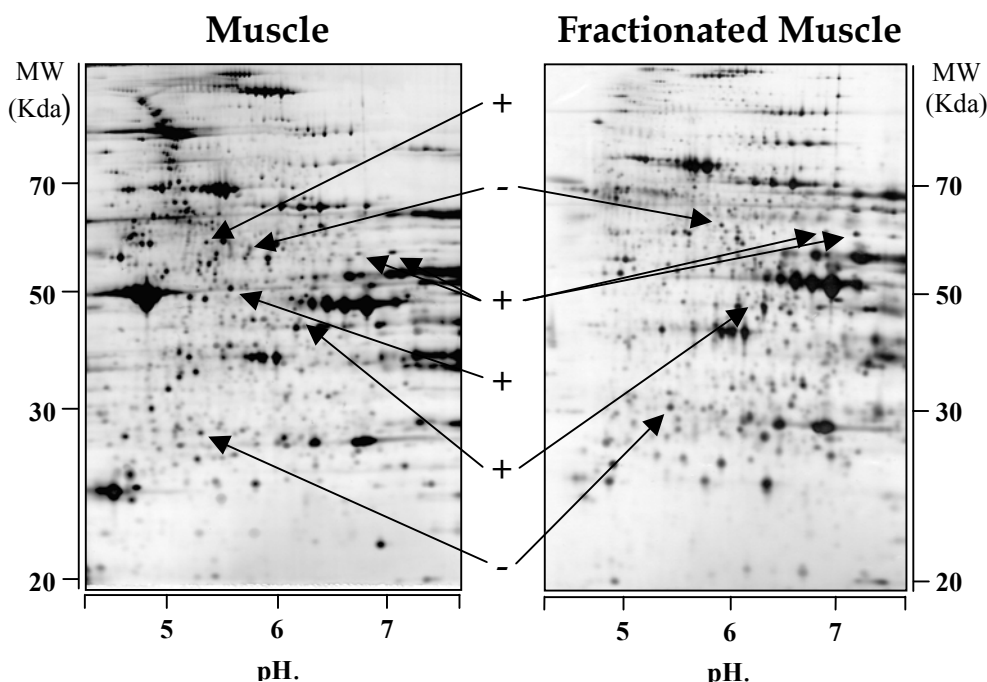 Muscle
Fractionated Muscle
MW
(Kda)
MW
(Kda)
+
-
+
+
+
-
70
50
30
20
70
50
30
20
5 6 7
pH.
5 6 7
pH.